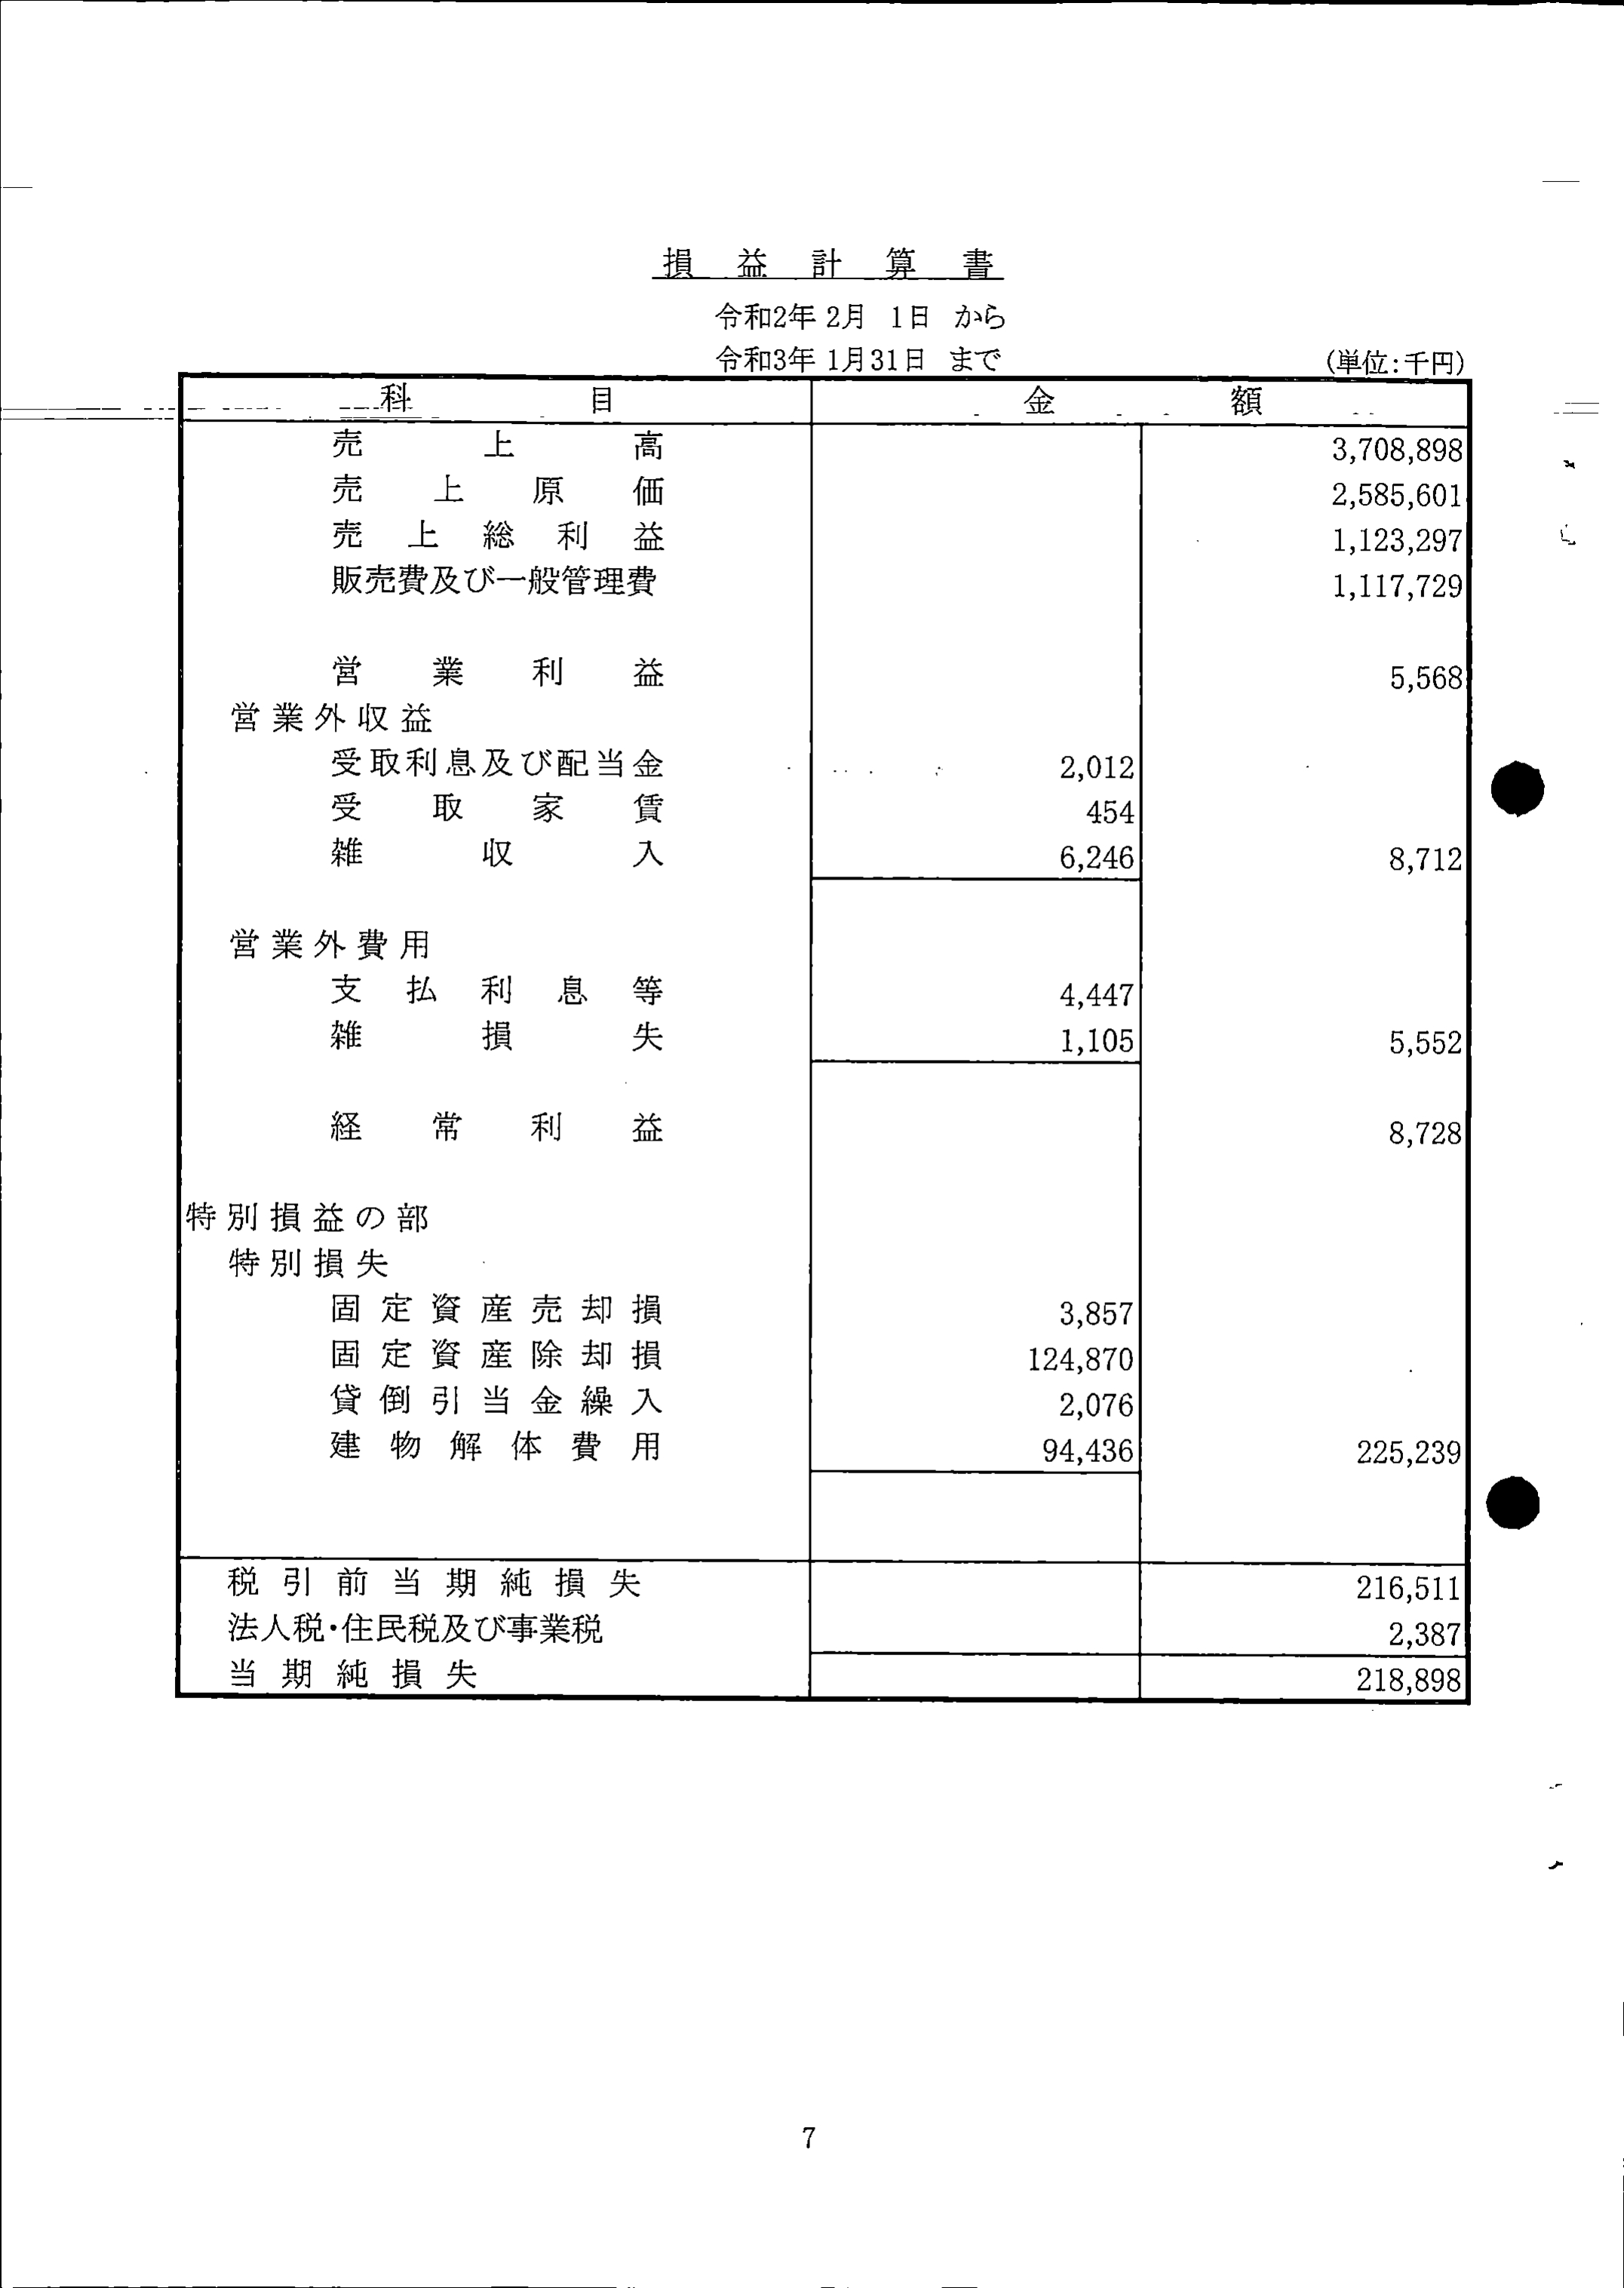 損益計算書
令和2年 2月 1日 から
令和3年 1月31日 まで
(単位:千円)
科目 金額
売上高 3,708,898
売上原価 2,585,601
売上総利益 1,123,297
販売費及び一般管理費 1,117,729
営業利益 5,568
営業外収益
受取利息及び配当金 2,012
受取家賃 454
雑収入 6,246 8,712
営業外費用
支払利息等 4,447
雑損失 1,105 5,552
経常利益 8,728
特別損益の部
特別損失
固定資産売却損 3,857
固定資産除却損 124,870
貸倒引当金繰入 2,076
建物解体費用 94,436 225,239
税引前当期純損失 216,511
法人税・住民税及び事業税 2,387
当期純損失 218,898
7